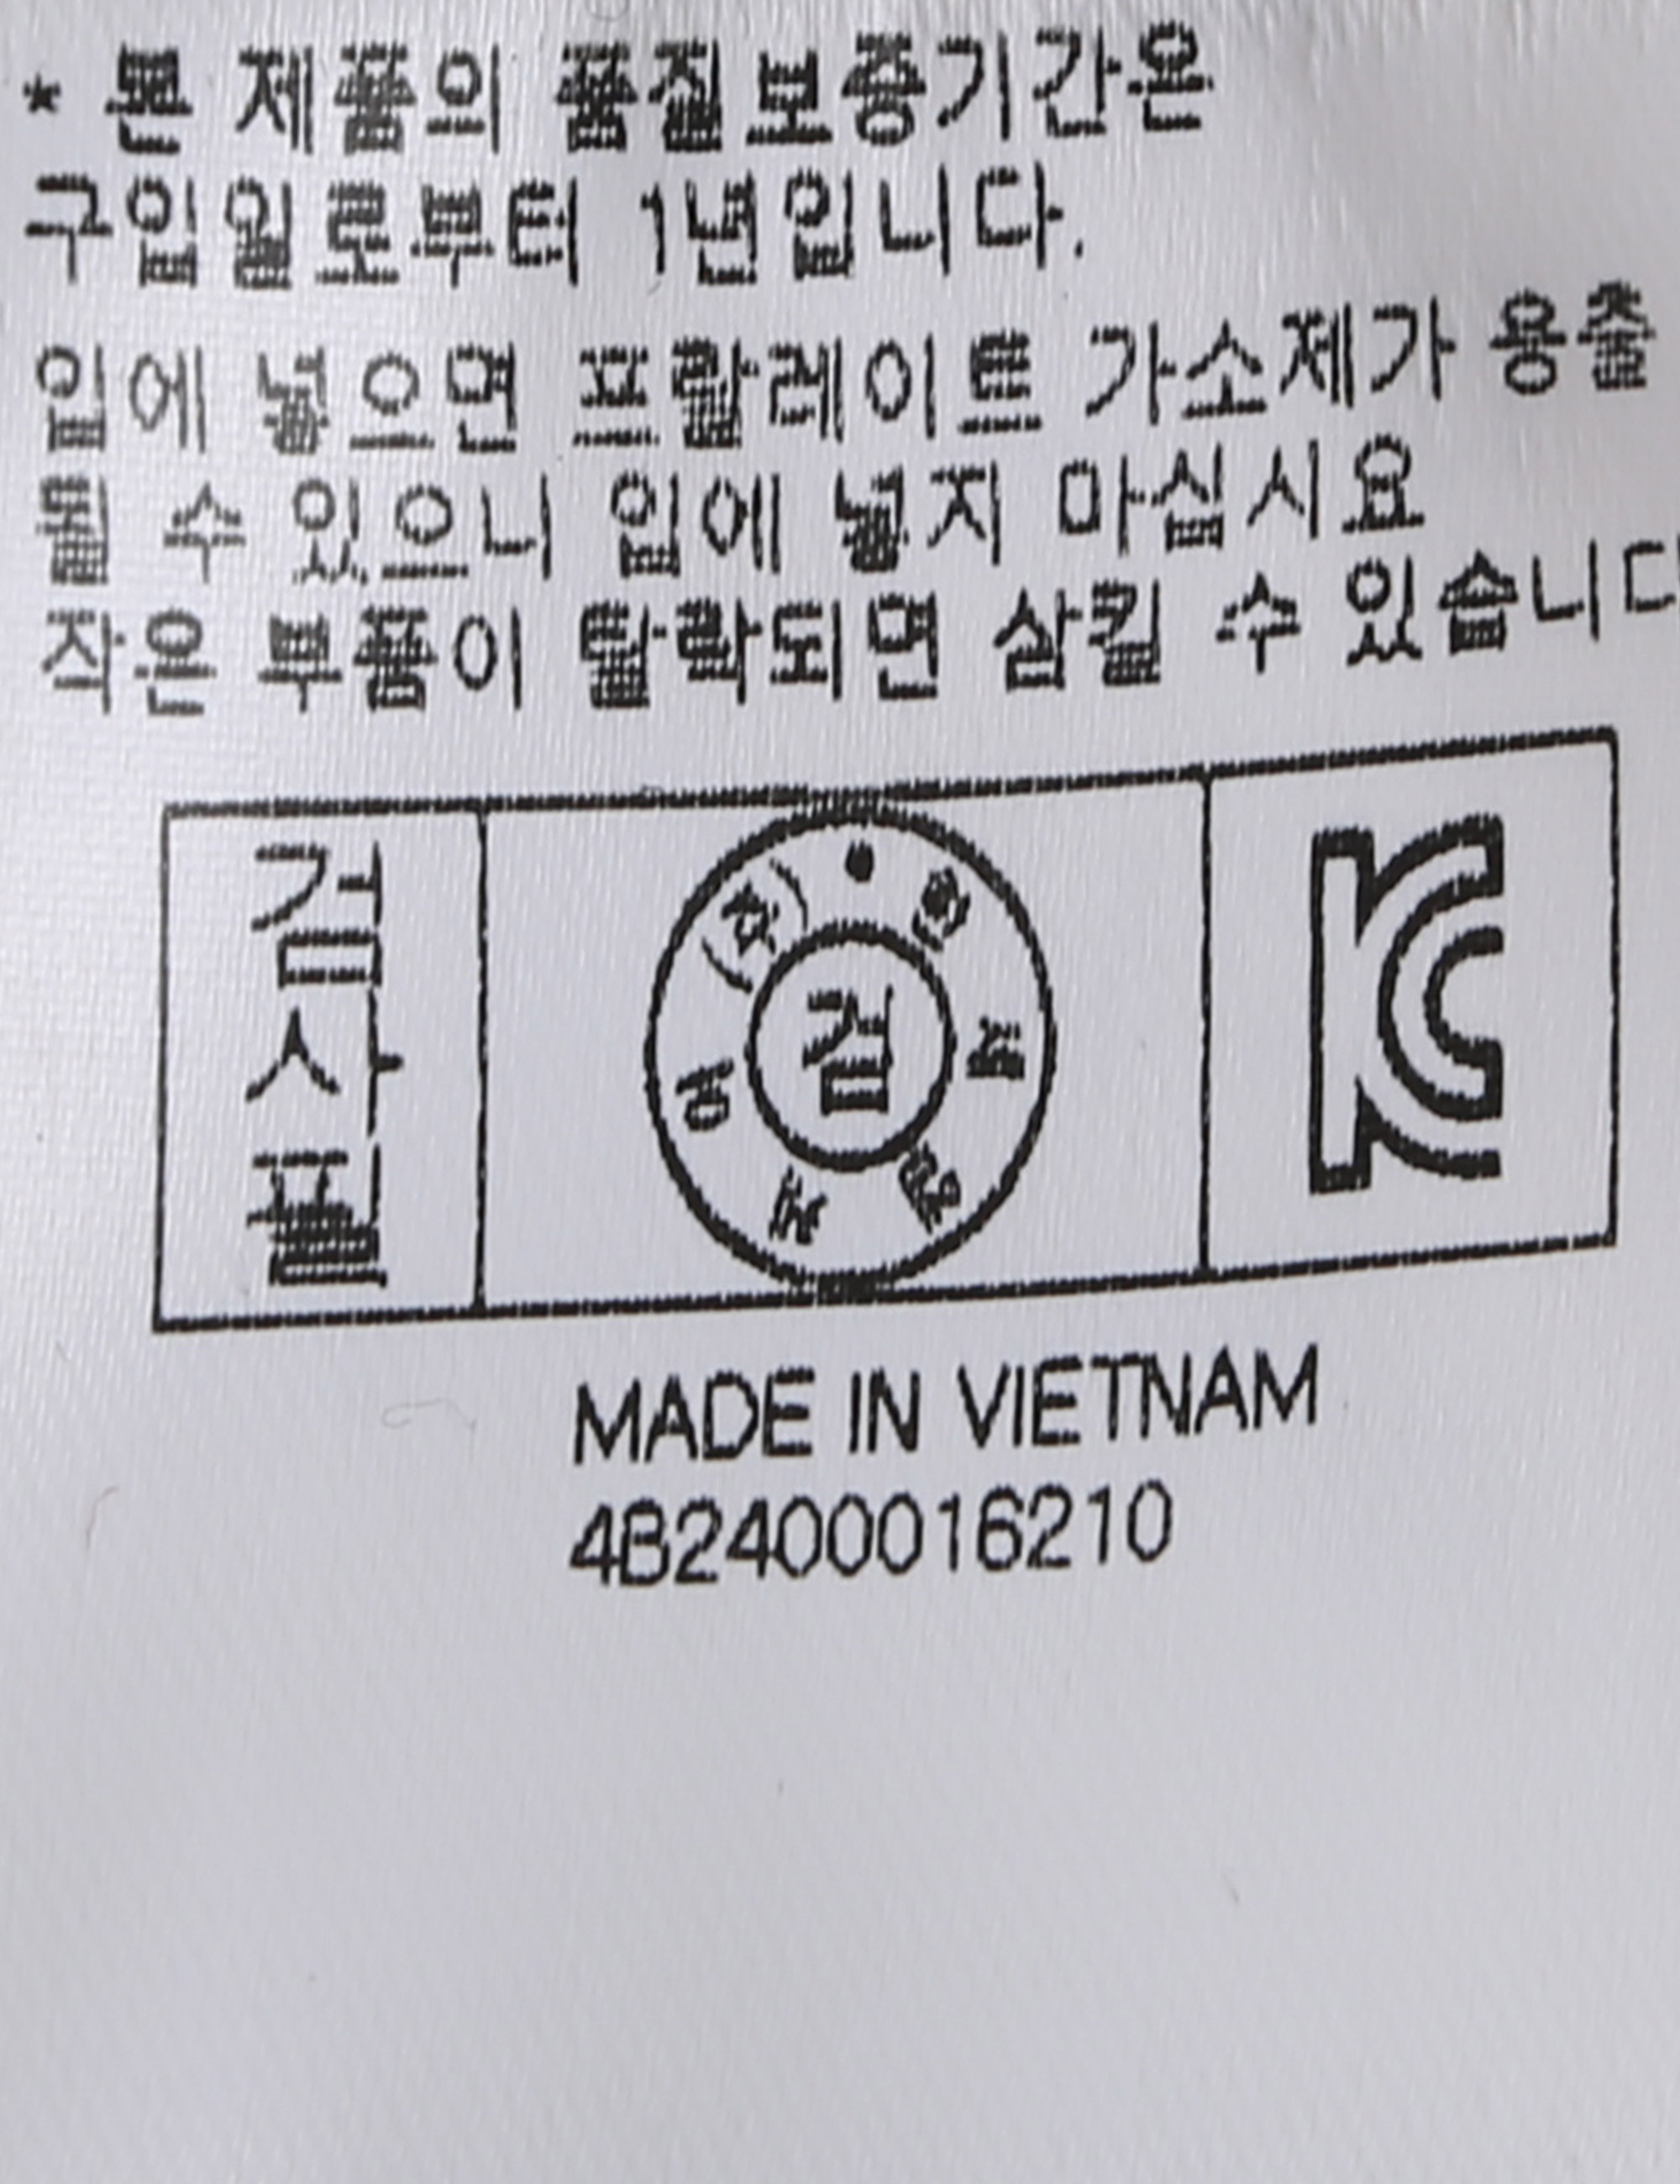 * 본 제품의 품질보증기간은
구입일로부터 1년입니다.
입에 넣으면 프탈레이트 가소제가 용출
될 수 있으니 입에 넣지 마십시요
작은 부품이 탈락되면 삼킬 수 있습니다
검사필
검
KC
MADE IN VIETNAM
4B2400016210